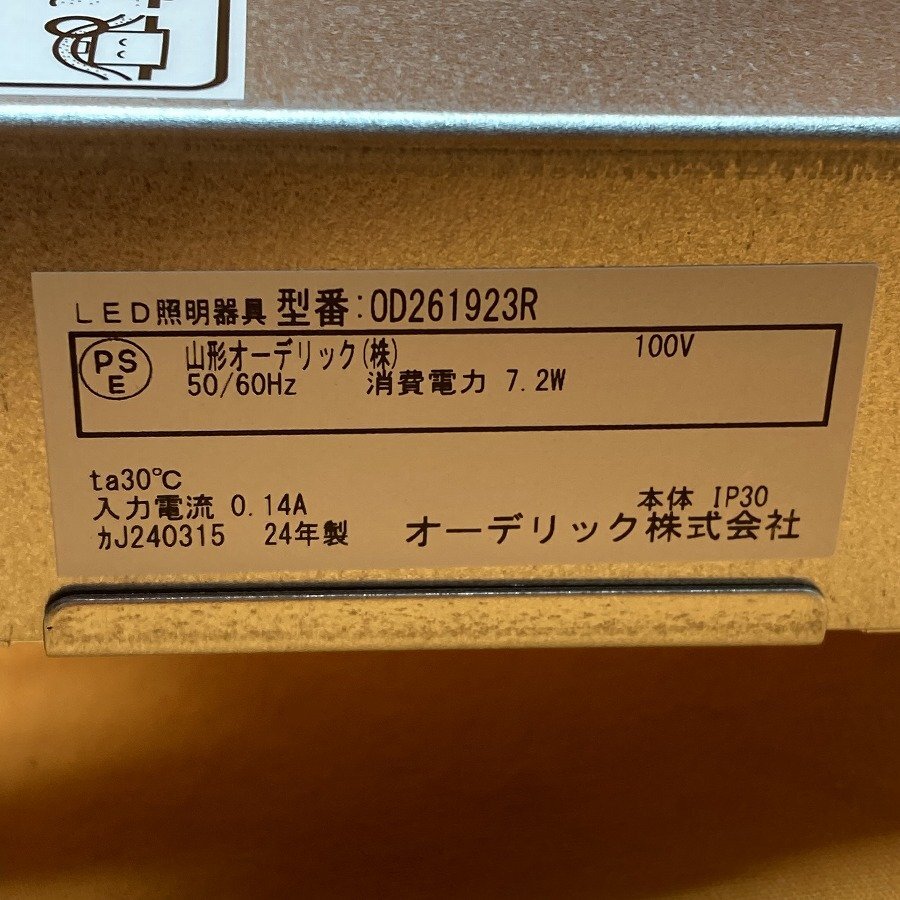 LED照明器具 型番:OD261923R
PSE 山形オーデリック(株) 100V
50/60Hz 消費電力 7.2W
ta30℃
入力電流 0.14A 本体 IP30
カJ240315 24年製 オーデリック株式会社